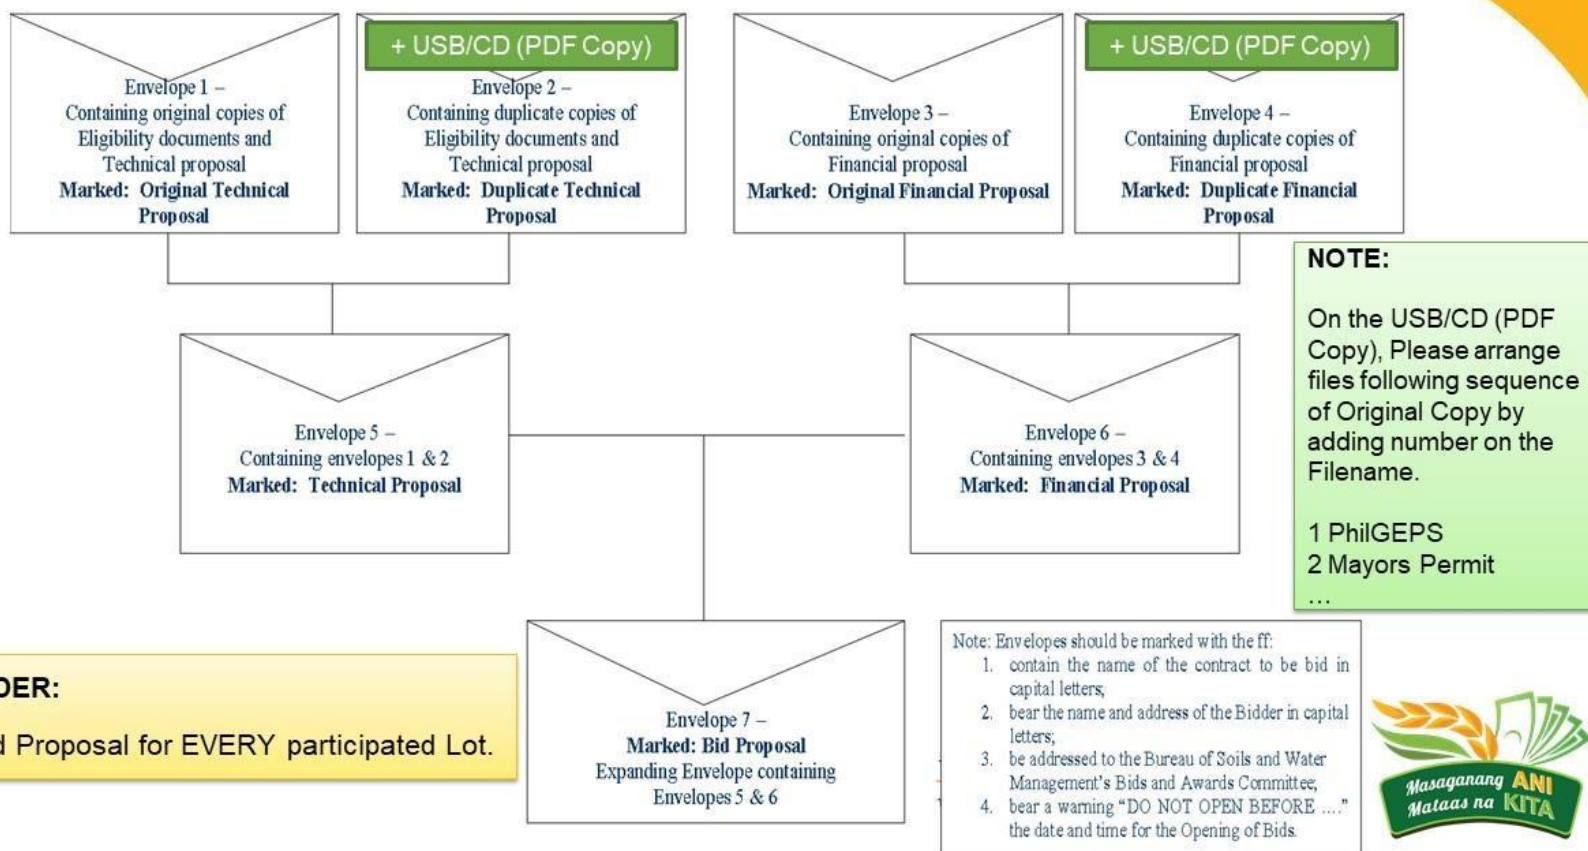 Envelope 1 –
Containing original copies of
Eligibility documents and
Technical proposal
Marked: Original Technical
Proposal
+ USB/CD (PDF Copy)
Envelope 2 –
Containing duplicate copies of
Eligibility documents and
Technical proposal
Marked: Duplicate Technical
Proposal
Envelope 3 –
Containing original copies of
Financial proposal
Marked: Original Financial Proposal
+ USB/CD (PDF Copy)
Envelope 4 –
Containing duplicate copies of
Financial proposal
Marked: Duplicate Financial
Proposal
NOTE:
On the USB/CD (PDF
Copy), Please arrange
files following sequence
of Original Copy by
adding number on the
Filename.
1 PhilGEPS
2 Mayors Permit
...
Envelope 5 –
Containing envelopes 1 & 2
Marked: Technical Proposal
Envelope 6 –
Containing envelopes 3 & 4
Marked: Financial Proposal
DER:
Proposal for EVERY participated Lot.
Envelope 7 –
Marked: Bid Proposal
Expanding Envelope containing
Envelopes 5 & 6
Note: Envelopes should be marked with the ff:
1. contain the name of the contract to be bid in
capital letters;
2. bear the name and address of the Bidder in capital
letters;
3. be addressed to the Bureau of Soils and Water
Management's Bids and Awards Committee;
4. bear a warning "DO NOT OPEN BEFORE ...."
the date and time for the Opening of Bids.
Masaganang ANI
Mataas na KITA